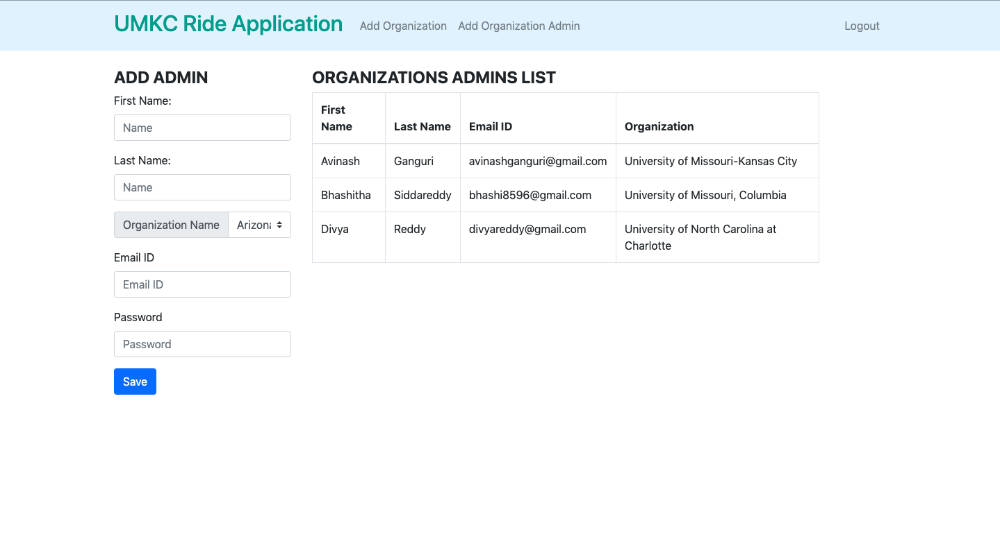 UMKC Ride Application Add Organization Add Organization Admin Logout
ADD ADMIN
First Name:
Name
Last Name:
Name
Organization Name Arizona
Email ID
Email ID
Password
Password
Save
ORGANIZATIONS ADMINS LIST
First Name Last Name Email ID Organization
Avinash Ganguri avinashganguri@gmail.com University of Missouri-Kansas City
Bhashitha Siddareddy bhashi8596@gmail.com University of Missouri, Columbia
Divya Reddy divyareddy@gmail.com University of North Carolina at
Charlotte